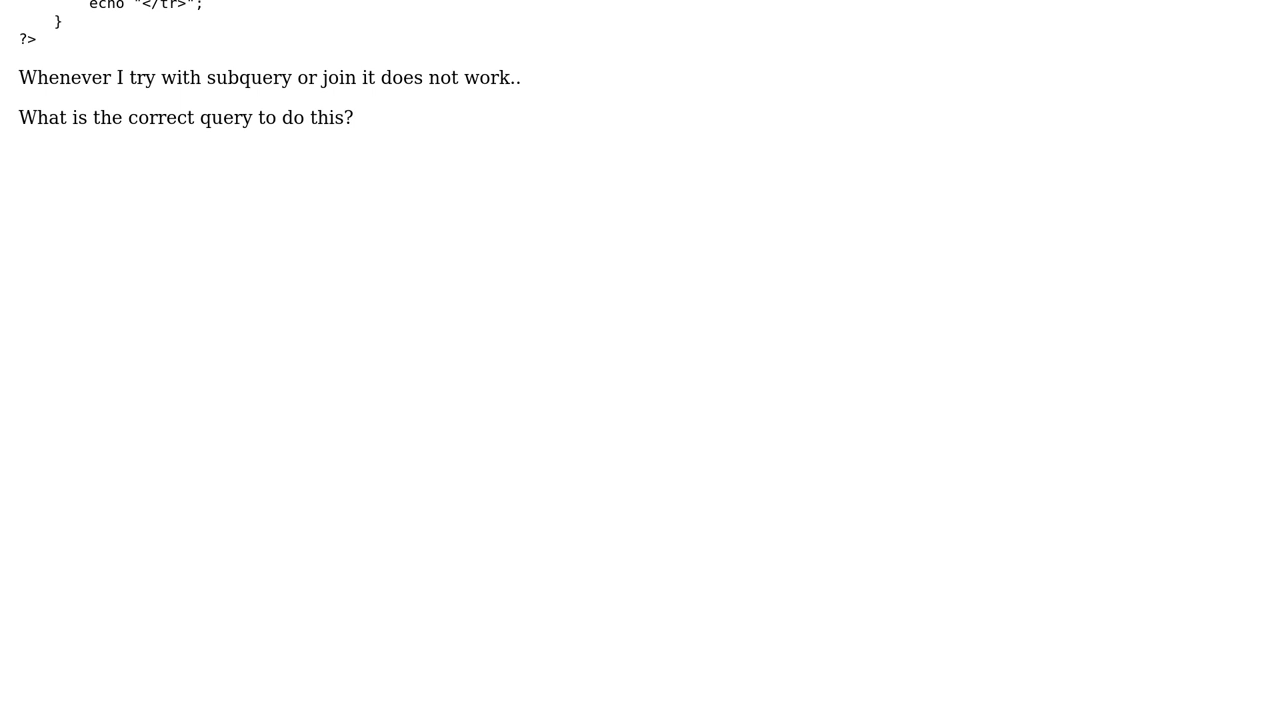 echo "</tr>";
}
?>
Whenever I try with subquery or join it does not work..
What is the correct query to do this?